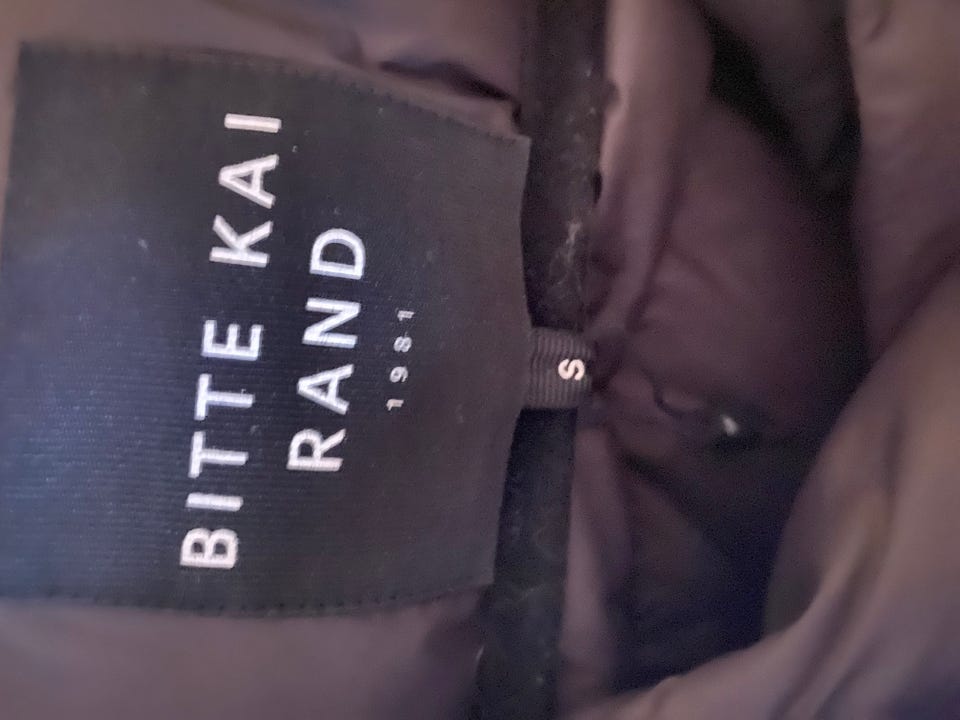 BITTE KAI
RAND
1981
S